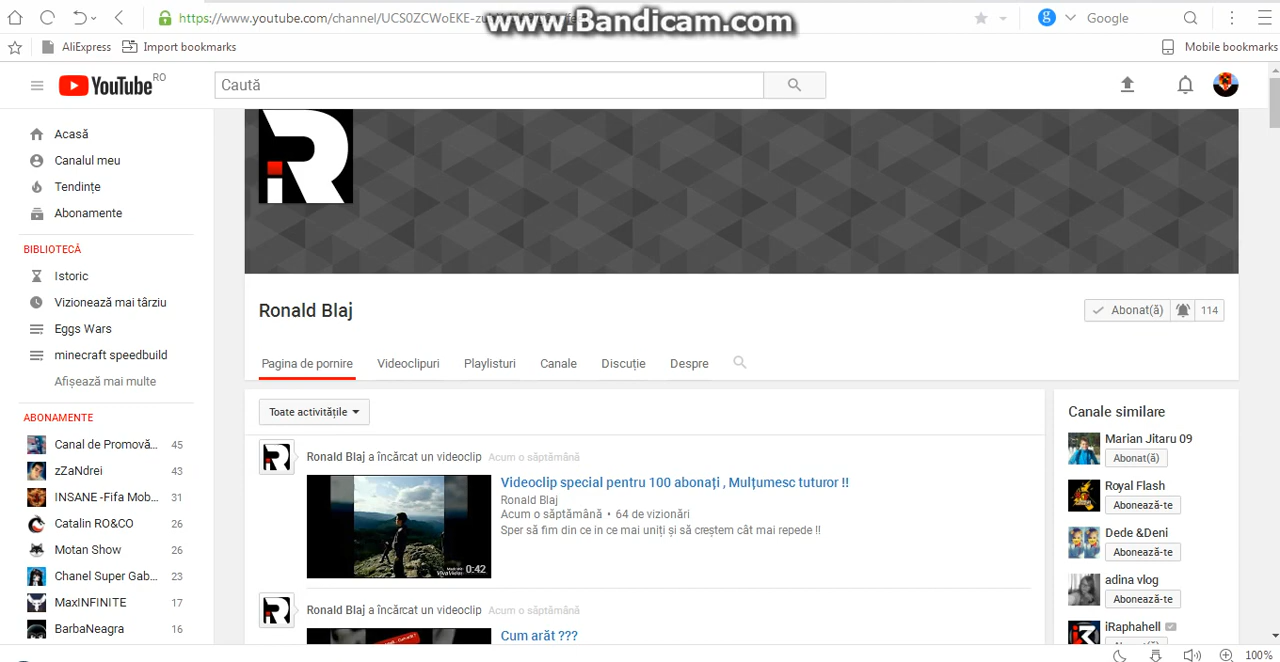 https://www.youtube.com/channel/UCS0ZCWoEKE-zu
www.Bandicam.com
Google
AliExpress
Import bookmarks
Mobile bookmarks
YouTube RO
Caută
Acasă
Canalul meu
Tendințe
Abonamente
BIBLIOTECĂ
Istoric
Vizionează mai târziu
Eggs Wars
minecraft speedbuild
Afișează mai multe
ABONAMENTE
Canal de Promovă... 45
zZaNdrei 43
INSANE -Fifa Mob... 31
Catalin RO&CO 26
Motan Show 26
Chanel Super Gab... 23
MaxINFINITE 17
BarbaNeagra 16
Ronald Blaj
Abonat(ă) 114
Pagina de pornire
Videoclipuri
Playlisturi
Canale
Discuție
Despre
Toate activitățile
Ronald Blaj a încărcat un videoclip Acum o săptămână
Videoclip special pentru 100 abonați , Mulțumesc tuturor !!
Ronald Blaj
Acum o săptămână • 64 de vizionări
Sper să fim din ce in ce mai uniți și să creștem cât mai repede !!
VivaVideo
0:42
Ronald Blaj a încărcat un videoclip Acum o săptămână
Cum arăt ???
Canale similare
Marian Jitaru 09
Abonat(ă)
Royal Flash
Abonează-te
Dede &Deni
Abonează-te
adina vlog
Abonează-te
iRaphahell
100%